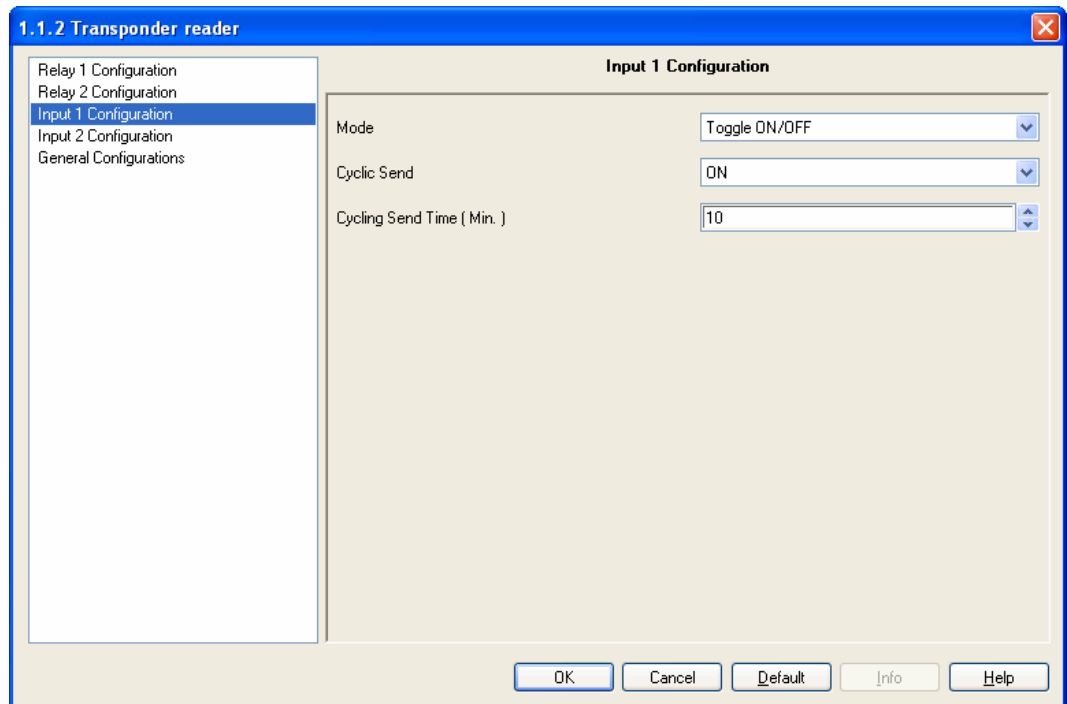 1.1.2 Transponder reader
Relay 1 Configuration
Relay 2 Configuration
Input 1 Configuration
Input 2 Configuration
General Configurations
Input 1 Configuration
Mode
Toggle ON/OFF
Cyclic Send
ON
Cycling Send Time ( Min. )
10
OK
Cancel
Default
Info
Help